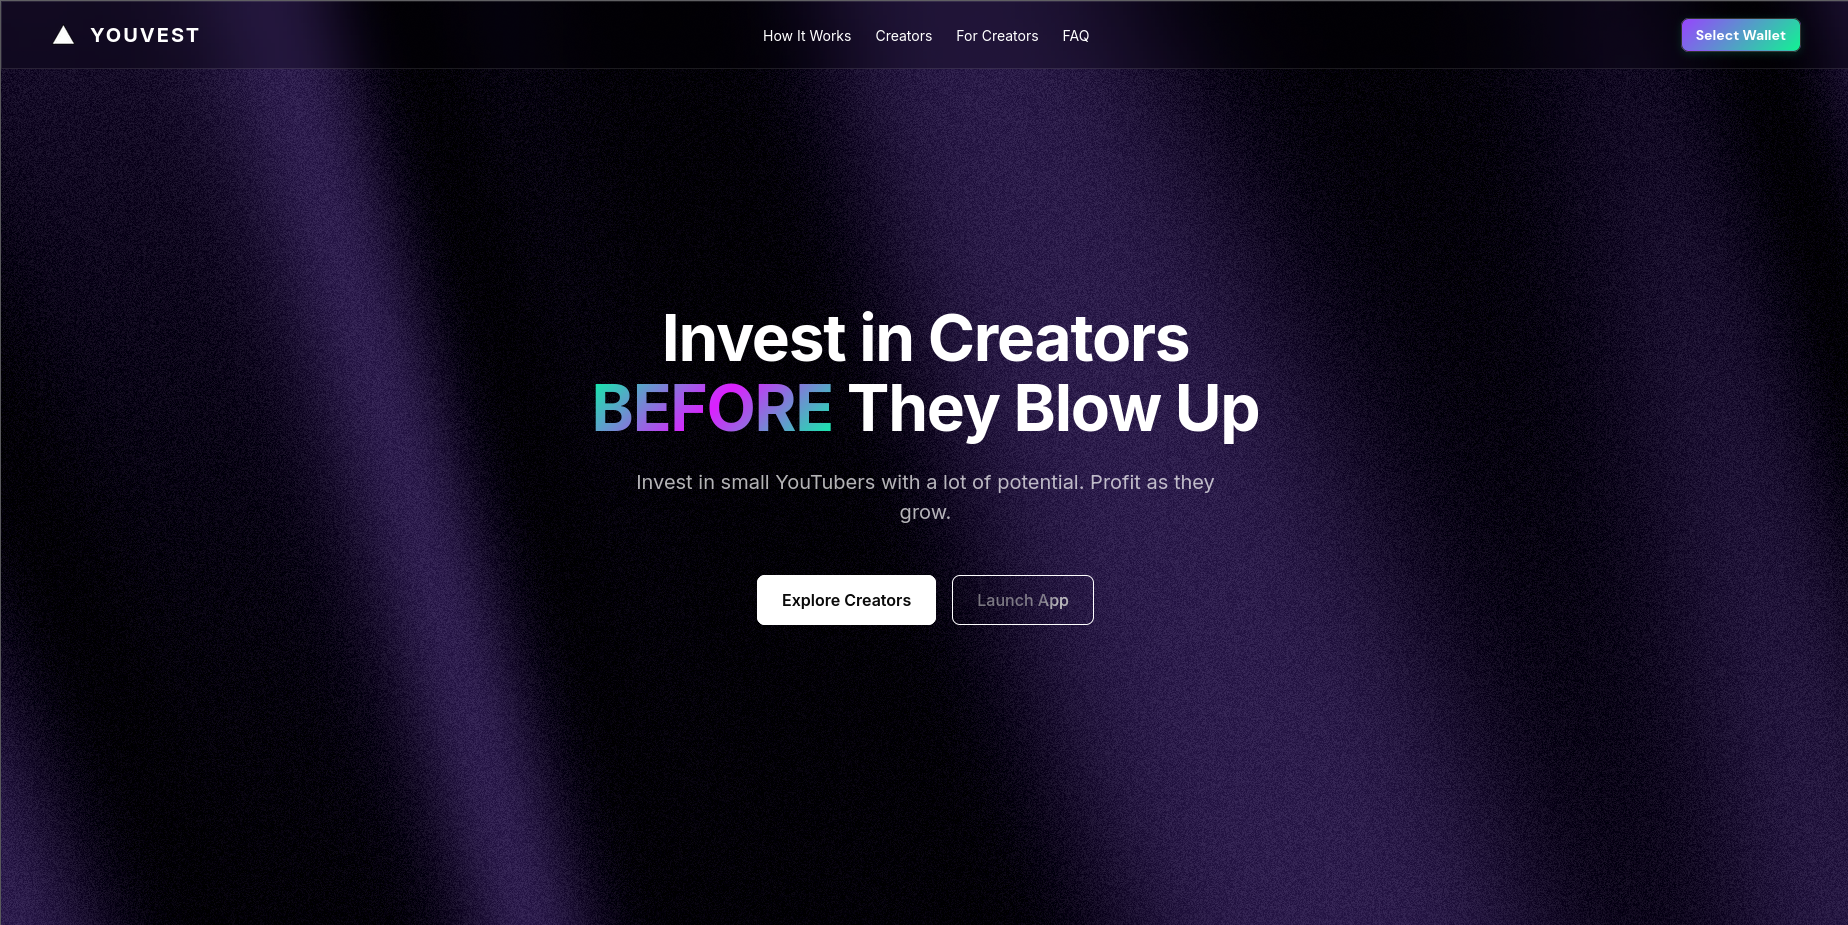 YOUVEST
How It Works
Creators
For Creators
FAQ
Select Wallet
Invest in Creators
BEFORE They Blow Up
Invest in small YouTubers with a lot of potential. Profit as they
grow.
Explore Creators
Launch App